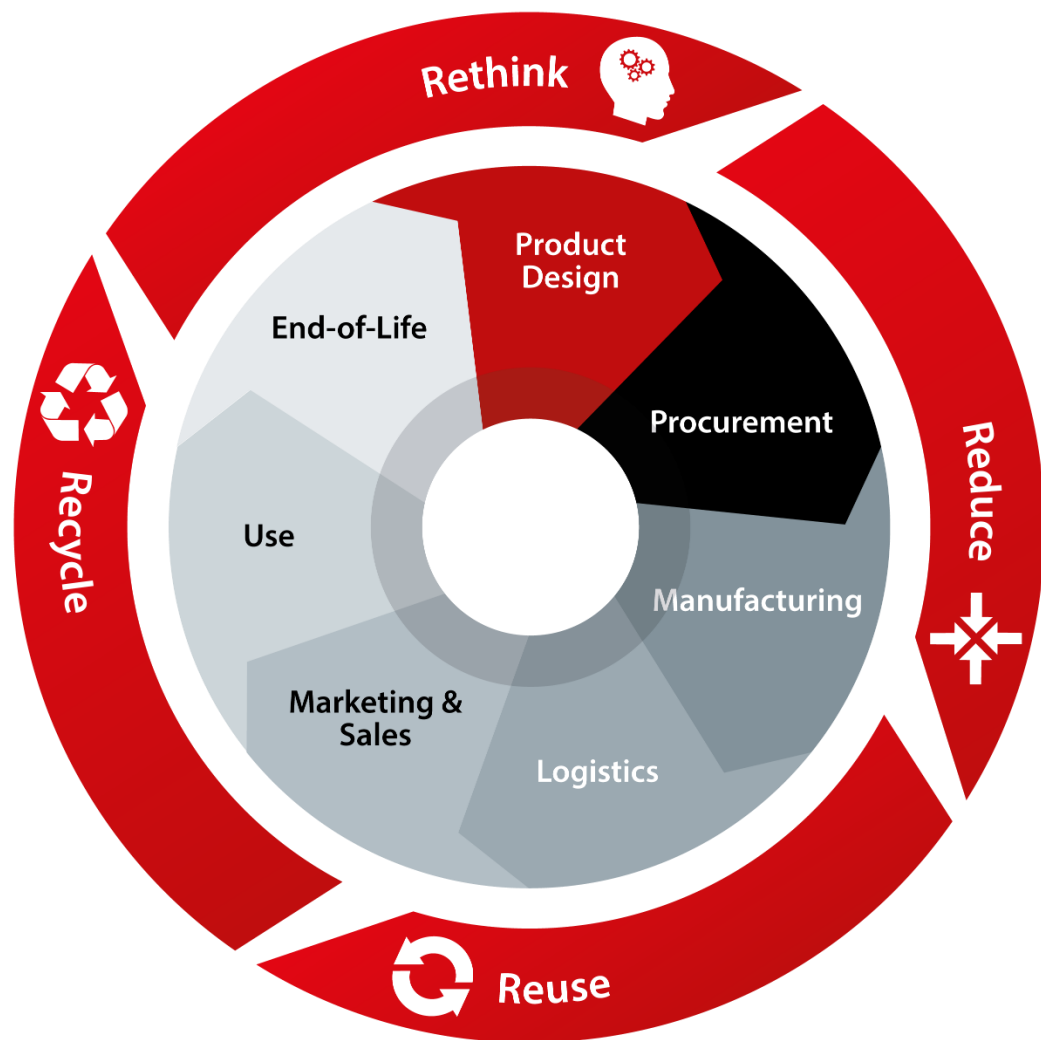 Rethink
Product
Design
End-of-Life
Procurement
Reduce
Recycle
Use
Manufacturing
Marketing &
Sales
Logistics
Reuse